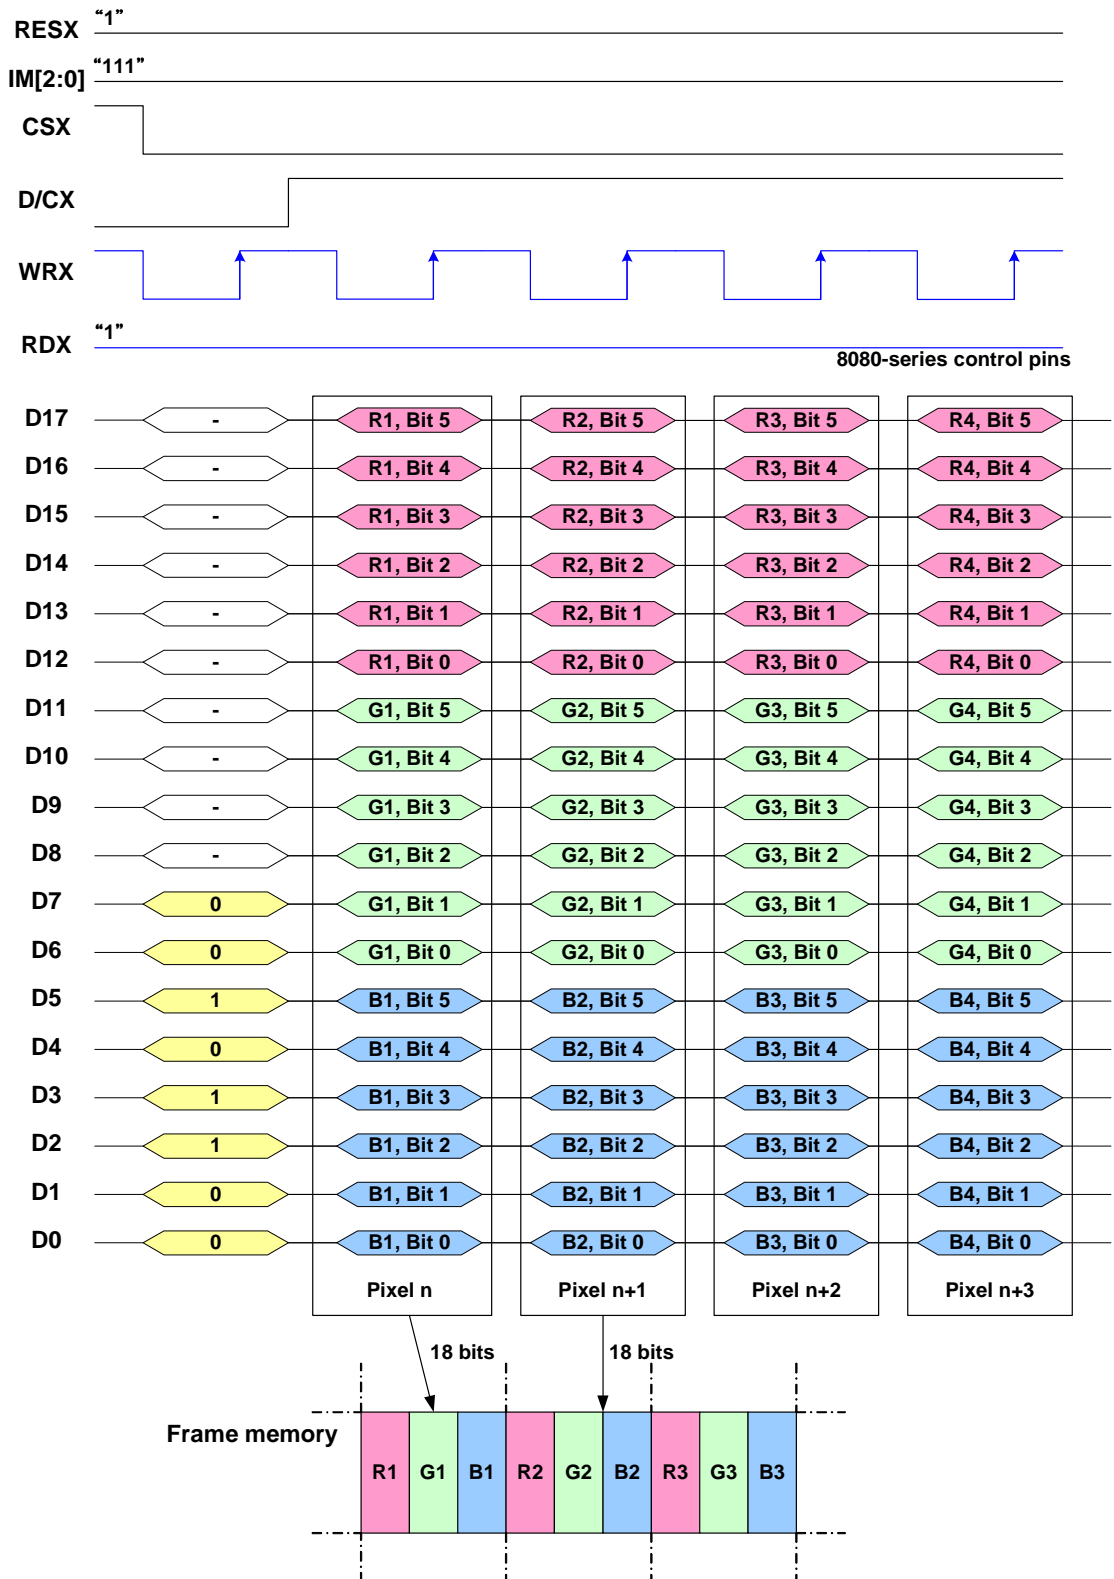 RESX "1"
IM[2:0] "111"
CSX
D/CX
WRX
RDX "1"
8080-series control pins
D17 - R1, Bit 5 R2, Bit 5 R3, Bit 5 R4, Bit 5
D16 - R1, Bit 4 R2, Bit 4 R3, Bit 4 R4, Bit 4
D15 - R1, Bit 3 R2, Bit 3 R3, Bit 3 R4, Bit 3
D14 - R1, Bit 2 R2, Bit 2 R3, Bit 2 R4, Bit 2
D13 - R1, Bit 1 R2, Bit 1 R3, Bit 1 R4, Bit 1
D12 - R1, Bit 0 R2, Bit 0 R3, Bit 0 R4, Bit 0
D11 - G1, Bit 5 G2, Bit 5 G3, Bit 5 G4, Bit 5
D10 - G1, Bit 4 G2, Bit 4 G3, Bit 4 G4, Bit 4
D9 - G1, Bit 3 G2, Bit 3 G3, Bit 3 G4, Bit 3
D8 - G1, Bit 2 G2, Bit 2 G3, Bit 2 G4, Bit 2
D7 0 G1, Bit 1 G2, Bit 1 G3, Bit 1 G4, Bit 1
D6 0 G1, Bit 0 G2, Bit 0 G3, Bit 0 G4, Bit 0
D5 1 B1, Bit 5 B2, Bit 5 B3, Bit 5 B4, Bit 5
D4 0 B1, Bit 4 B2, Bit 4 B3, Bit 4 B4, Bit 4
D3 1 B1, Bit 3 B2, Bit 3 B3, Bit 3 B4, Bit 3
D2 1 B1, Bit 2 B2, Bit 2 B3, Bit 2 B4, Bit 2
D1 0 B1, Bit 1 B2, Bit 1 B3, Bit 1 B4, Bit 1
D0 0 B1, Bit 0 B2, Bit 0 B3, Bit 0 B4, Bit 0
Pixel n Pixel n+1 Pixel n+2 Pixel n+3
18 bits 18 bits
Frame memory
R1 G1 B1 R2 G2 B2 R3 G3 B3